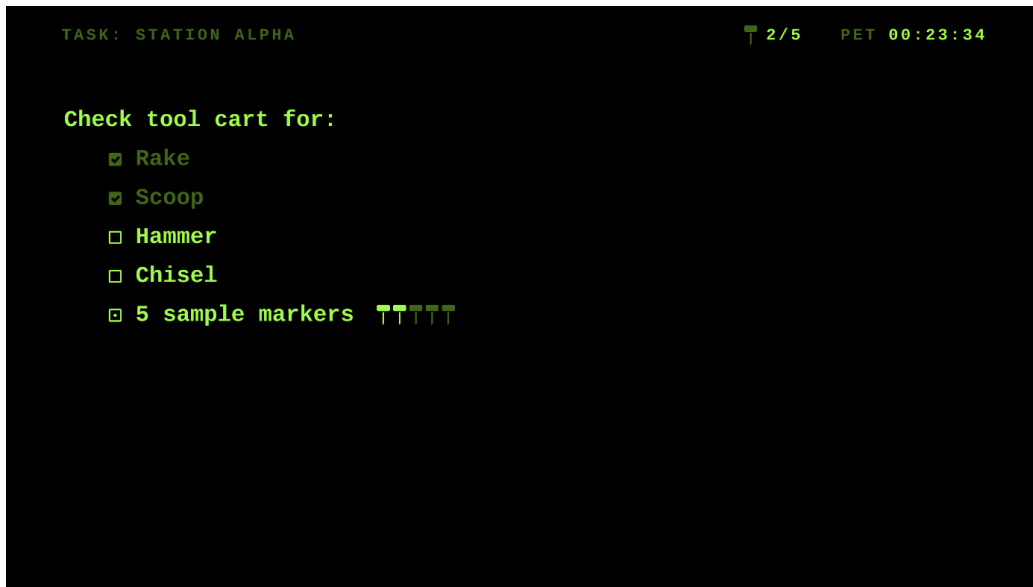 TASK: STATION ALPHA 2/5 PET 00:23:34
Check tool cart for:
Rake
Scoop
Hammer
Chisel
5 sample markers